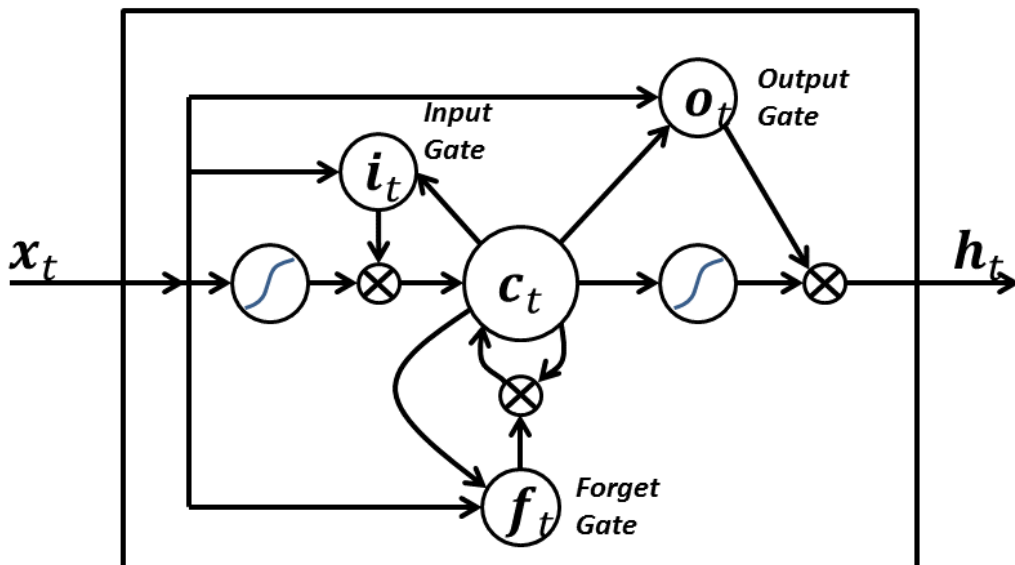 Output
Gate
o_t
Input
Gate
i_t
x_t
h_t
c_t
Forget
Gate
f_t